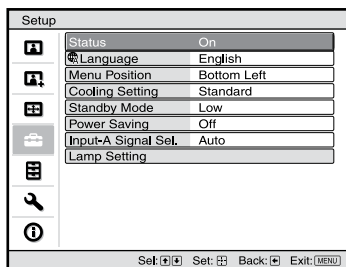 Setup
Status On
Language English
Menu Position Bottom Left
Cooling Setting Standard
Standby Mode Low
Power Saving Off
Input-A Signal Sel. Auto
Lamp Setting
Sel: Set: Back: Exit: MENU